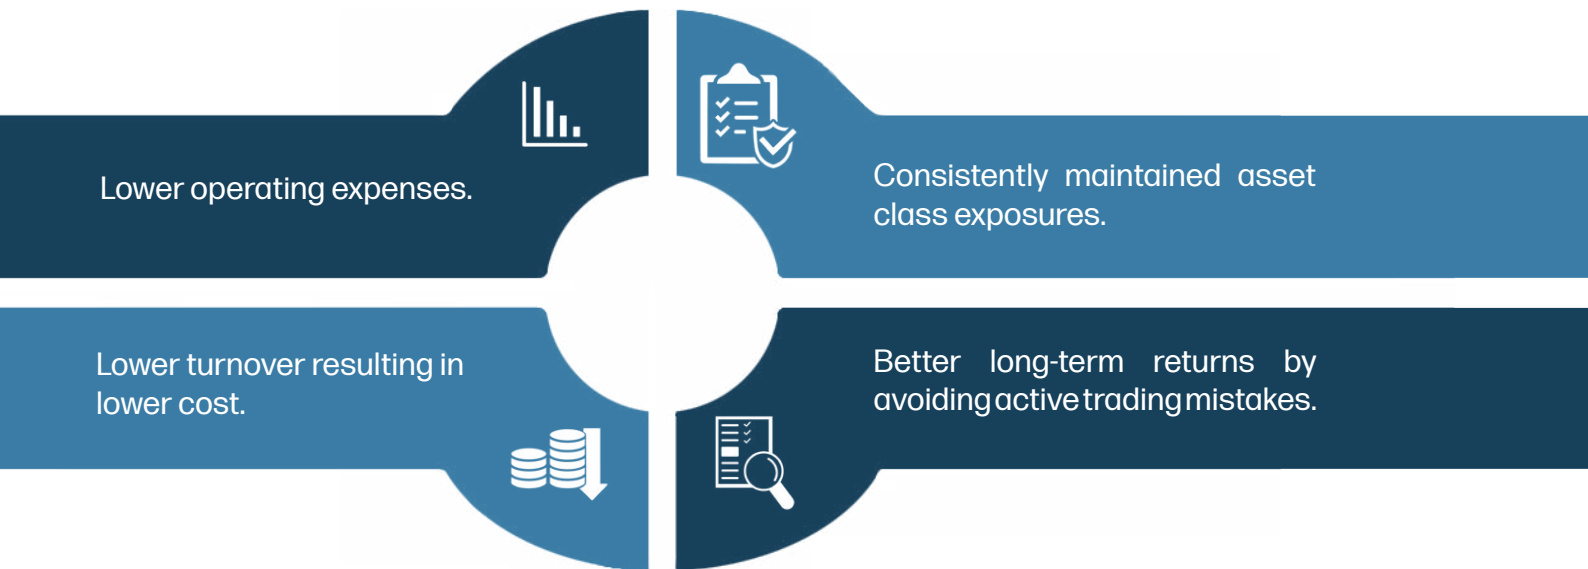 Lower operating expenses.
Consistently maintained asset
class exposures.
Lower turnover resulting in
lower cost.
Better long-term returns by
avoiding active trading mistakes.